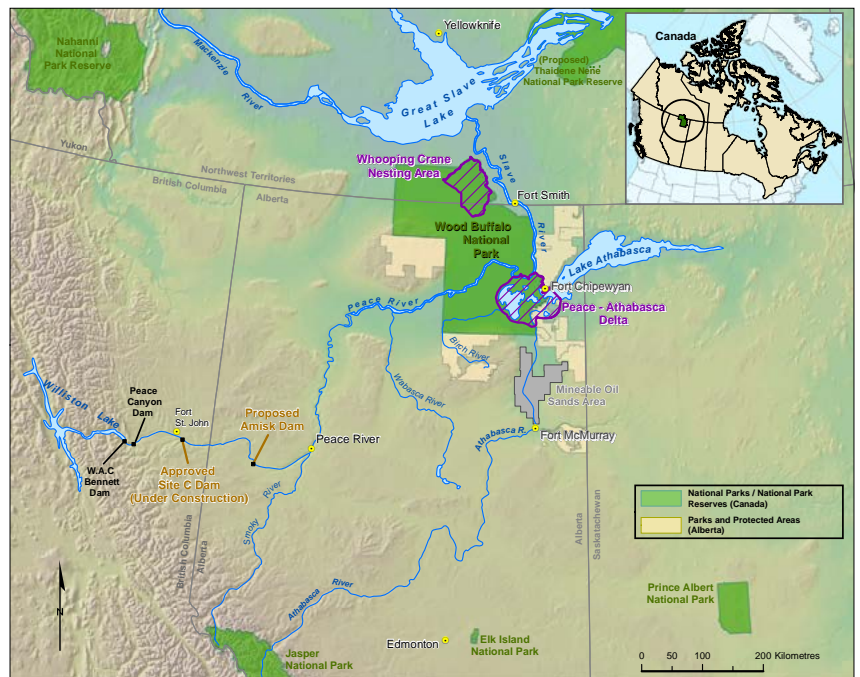 Yellowknife
Canada
Nahanni
National
Park Reserve
Mackenzie
River
(Proposed)
Thaidene Nene
National Park Reserve
Great Slave
Lake
Yukon
Northwest Territories
British Columbia
Alberta
Whooping Crane
Nesting Area
Slave
River
Fort Smith
Wood Buffalo
National
Park
Lake Athabasca
Fort Chipewyan
Peace - Athabasca
Delta
Peace River
Birch River
Wabasca River
Mineable Oil
Sands Area
Williston Lake
Peace
Canyon
Dam
Fort
St. John
Proposed
Amisk Dam
Peace River
Athabasca R.
Fort McMurray
W.A.C
Bennett
Dam
Approved
Site C Dam
(Under Construction)
Smoky River
National Parks / National Park
Reserves (Canada)
Parks and Protected Areas
(Alberta)
British Columbia
Alberta
Alberta
Saskatchewan
Athabasca River
N
Prince Albert
National Park
Edmonton
Elk Island
National Park
Jasper
National Park
0 50 100 200 Kilometres